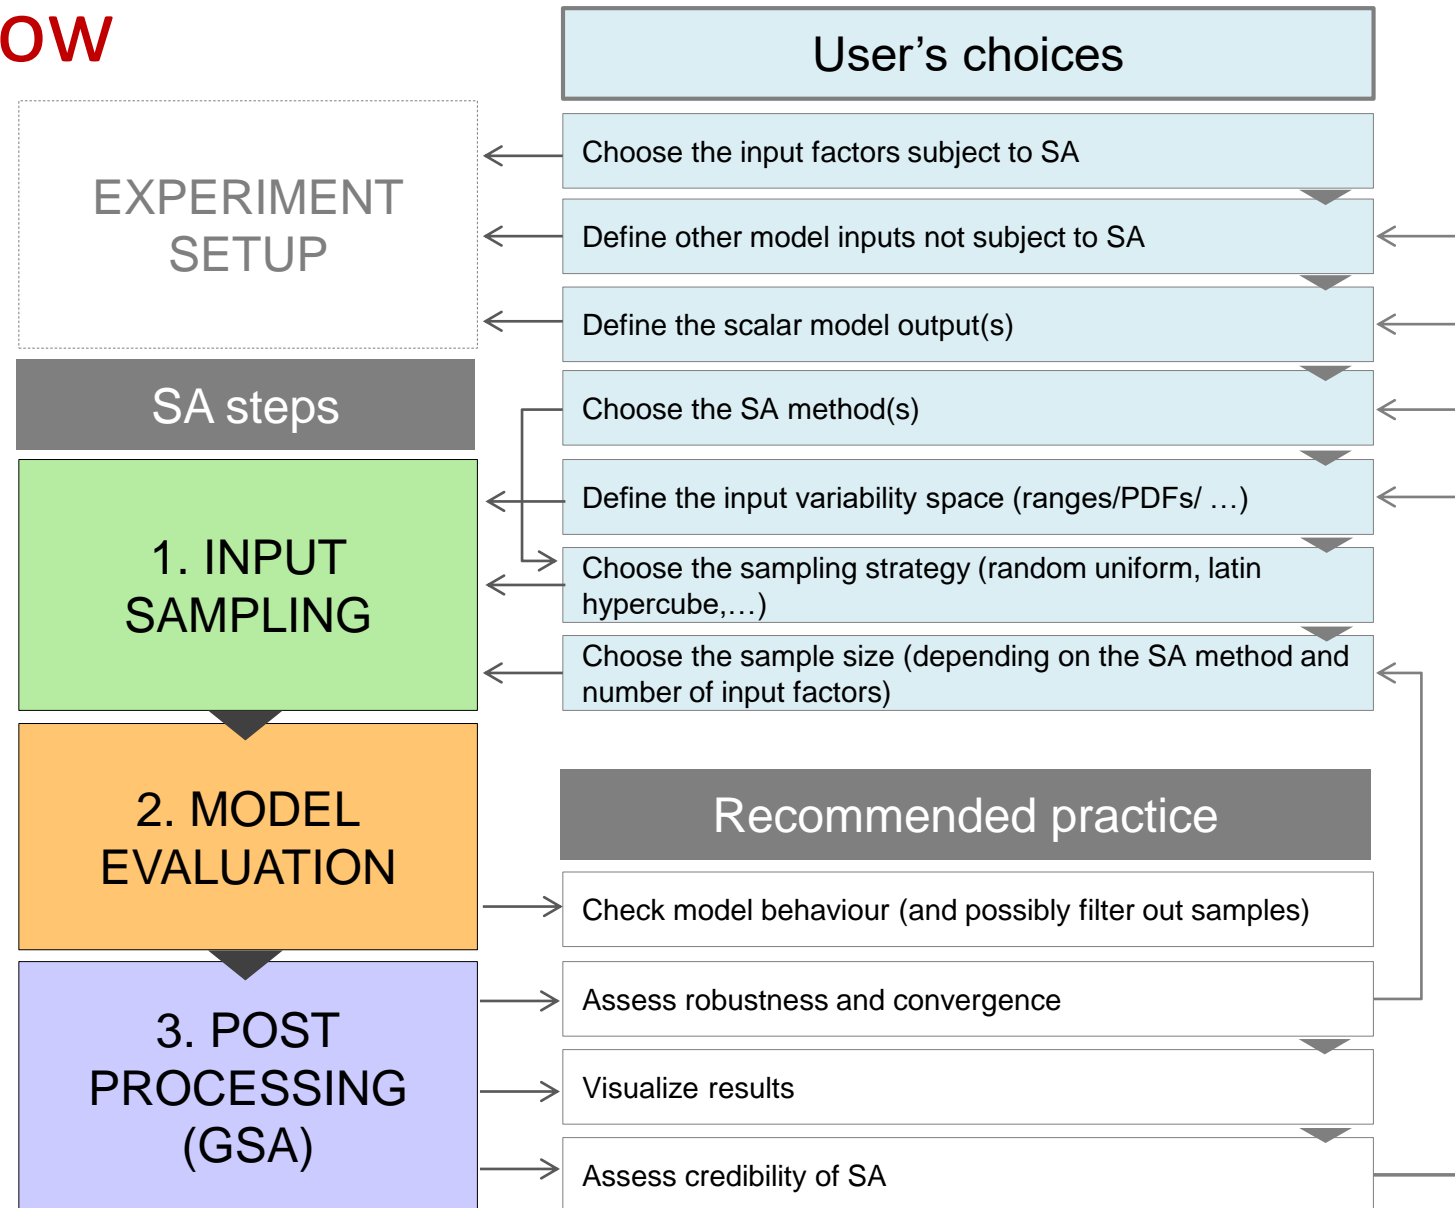 ow
User's choices
EXPERIMENT
SETUP
Choose the input factors subject to SA
Define other model inputs not subject to SA
Define the scalar model output(s)
SA steps
Choose the SA method(s)
1. INPUT
SAMPLING
Define the input variability space (ranges/PDFs/ …)
Choose the sampling strategy (random uniform, latin
hypercube,…)
Choose the sample size (depending on the SA method and
number of input factors)
2. MODEL
EVALUATION
Recommended practice
Check model behaviour (and possibly filter out samples)
3. POST
PROCESSING
(GSA)
Assess robustness and convergence
Visualize results
Assess credibility of SA